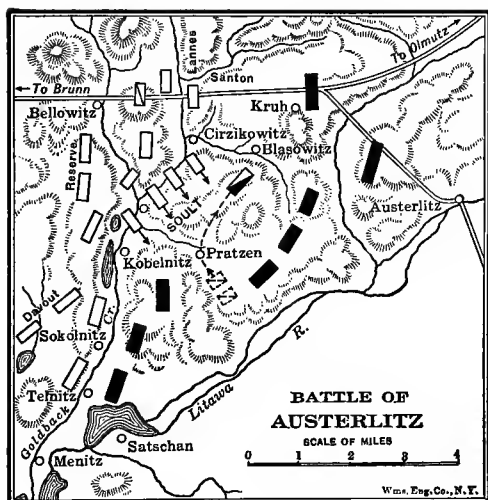 Lannes
To Olmutz
Santon
To Brunn
Kruh
Bellowitz
Cirzikowitz
Blasowitz
Reserve
SOULT
Austerlitz
Pratzen
Kobelnitz
Davout
Sokolnitz
Cr.
Litawa R.
Telnitz
Goldback
Satschan
Menitz
BATTLE OF
AUSTERLITZ
SCALE OF MILES
0 1 2 3 4
Wms. Eng. Co., N.Y.